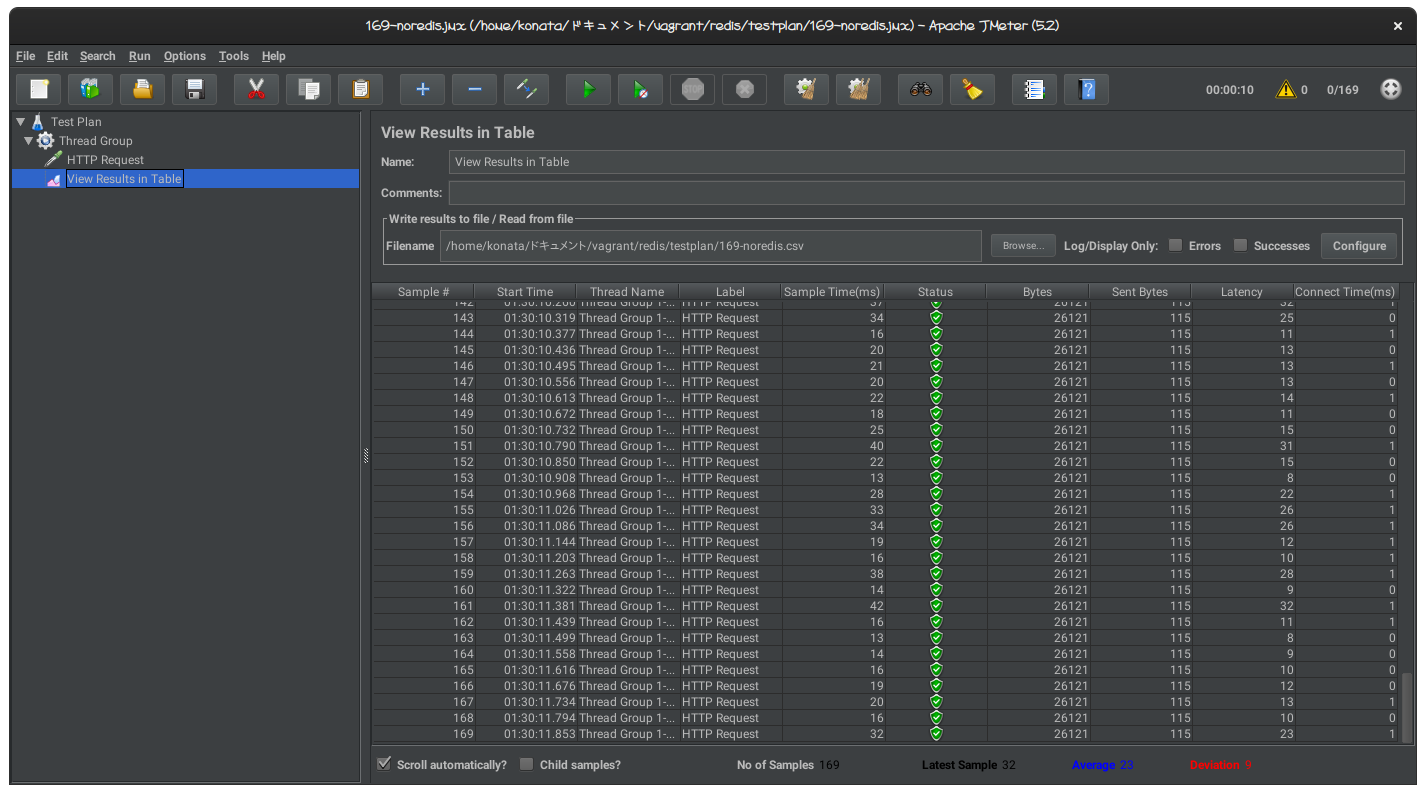 169-noredis.jmx (/home/konata/ドキュメント/vagrant/redis/testplan/169-noredis.jmx) - Apache JMeter (5.2)
File Edit Search Run Options Tools Help
STOP 00:00:10 0 0/169
Test Plan
Thread Group
HTTP Request
View Results in Table
View Results in Table
Name: View Results in Table
Comments:
Write results to file / Read from file
Filename /home/konata/ドキュメント/vagrant/redis/testplan/169-noredis.csv Browse... Log/Display Only: Errors Successes Configure
Sample # Start Time Thread Name Label Sample Time(ms) Status Bytes Sent Bytes Latency Connect Time(ms)
142 01:30:10.260 Thread Group 1-... HTTP Request 37 26121 115 32 1
143 01:30:10.319 Thread Group 1-... HTTP Request 34 26121 115 25 0
144 01:30:10.377 Thread Group 1-... HTTP Request 16 26121 115 11 1
145 01:30:10.436 Thread Group 1-... HTTP Request 20 26121 115 13 0
146 01:30:10.495 Thread Group 1-... HTTP Request 21 26121 115 13 1
147 01:30:10.556 Thread Group 1-... HTTP Request 20 26121 115 13 0
148 01:30:10.613 Thread Group 1-... HTTP Request 22 26121 115 14 1
149 01:30:10.672 Thread Group 1-... HTTP Request 18 26121 115 11 0
150 01:30:10.732 Thread Group 1-... HTTP Request 25 26121 115 15 0
151 01:30:10.790 Thread Group 1-... HTTP Request 40 26121 115 31 1
152 01:30:10.850 Thread Group 1-... HTTP Request 22 26121 115 15 0
153 01:30:10.908 Thread Group 1-... HTTP Request 13 26121 115 8 0
154 01:30:10.968 Thread Group 1-... HTTP Request 28 26121 115 22 1
155 01:30:11.026 Thread Group 1-... HTTP Request 33 26121 115 26 1
156 01:30:11.086 Thread Group 1-... HTTP Request 34 26121 115 26 1
157 01:30:11.144 Thread Group 1-... HTTP Request 19 26121 115 12 1
158 01:30:11.203 Thread Group 1-... HTTP Request 16 26121 115 10 1
159 01:30:11.263 Thread Group 1-... HTTP Request 38 26121 115 28 1
160 01:30:11.322 Thread Group 1-... HTTP Request 14 26121 115 9 0
161 01:30:11.381 Thread Group 1-... HTTP Request 42 26121 115 32 1
162 01:30:11.439 Thread Group 1-... HTTP Request 16 26121 115 11 1
163 01:30:11.499 Thread Group 1-... HTTP Request 13 26121 115 8 0
164 01:30:11.558 Thread Group 1-... HTTP Request 14 26121 115 9 0
165 01:30:11.616 Thread Group 1-... HTTP Request 16 26121 115 10 0
166 01:30:11.676 Thread Group 1-... HTTP Request 19 26121 115 12 0
167 01:30:11.734 Thread Group 1-... HTTP Request 20 26121 115 13 1
168 01:30:11.794 Thread Group 1-... HTTP Request 16 26121 115 10 0
169 01:30:11.853 Thread Group 1-... HTTP Request 32 26121 115 23 1
Scroll automatically? Child samples? No of Samples 169 Latest Sample 32 Average 23 Deviation 9